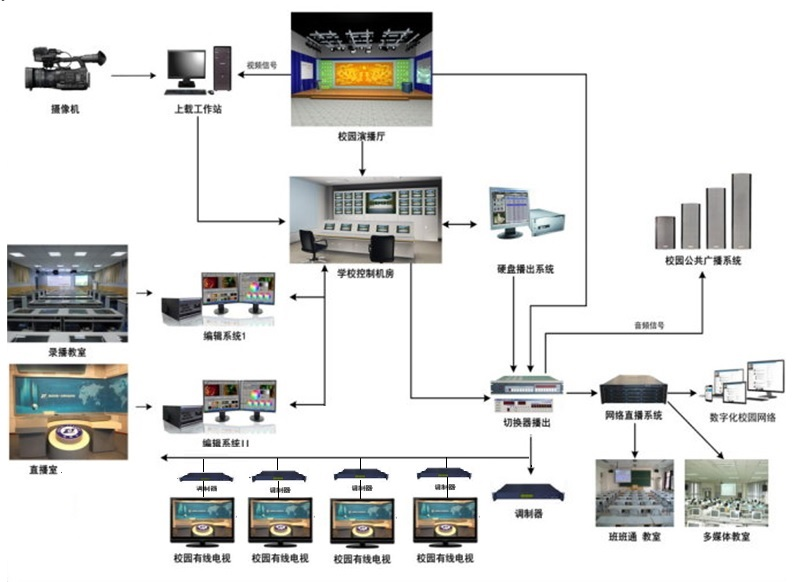 视频信号
摄像机
上载工作站
校园演播厅
学校控制机房
硬盘播出系统
校园公共广播系统
编辑系统1
录播教室
音频信号
切换器播出
网络直播系统
数字化校园网络
编辑系统II
直播室.
调制器
调制器
调制器
调制器
调制器
班班通 教室
多媒体教室
校园有线电视
校园有线电视
校园有线电视
校园有线电视